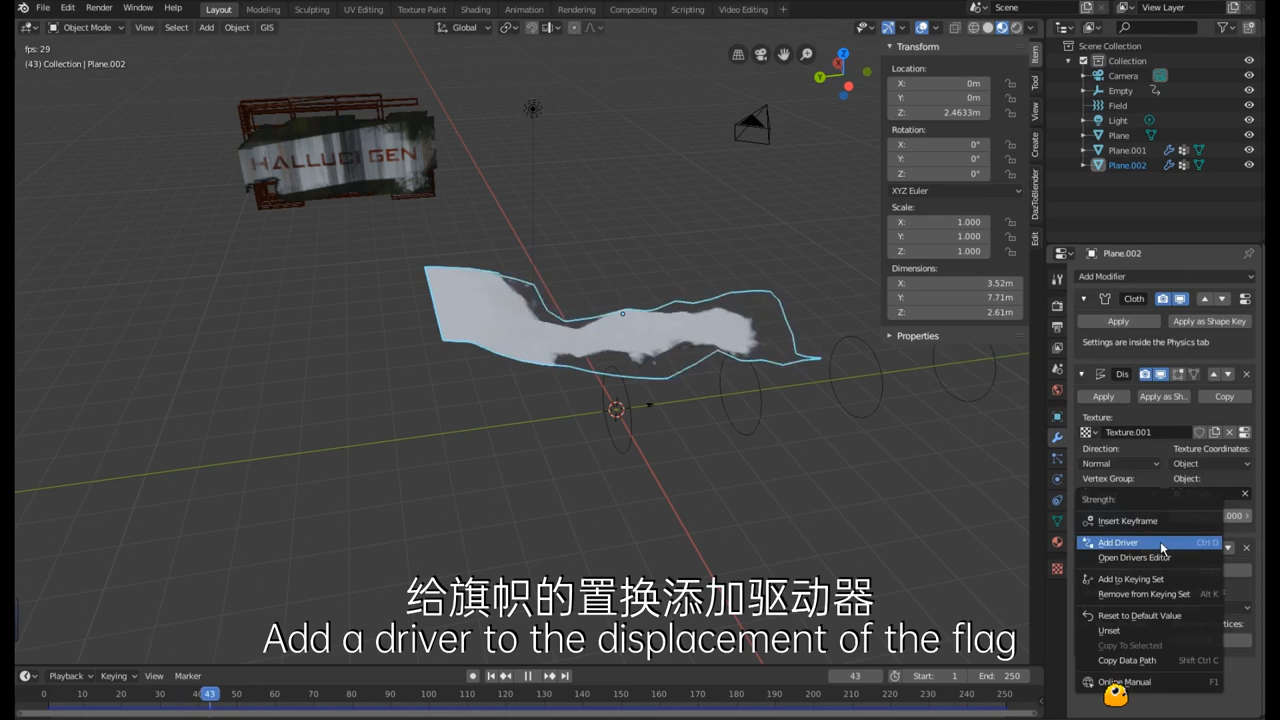 File Edit Render Window Help
Layout Modeling Sculpting UV Editing Texture Paint Shading Animation Rendering Compositing Scripting Video Editing +
Scene
View Layer
Object Mode View Select Add Object GIS
Global
fps: 29
(43) Collection | Plane.002
HALLUCI GEN
Z
Y
Transform
Location:
X: 0m
Y: 0m
Z: 2.4633m
Rotation:
X: 0°
Y: 0°
Z: 0°
XYZ Euler
Scale:
X: 1.000
Y: 1.000
Z: 1.000
Dimensions:
X: 3.52m
Y: 7.71m
Z: 2.61m
Properties
Item
Tool
View
Create
DazToBlender
Edit
Scene Collection
Collection
Camera
Empty
Field
Light
Plane
Plane.001
Plane.002
Plane.002
Add Modifier
Cloth
Apply Apply as Shape Key
Settings are inside the Physics tab
Dis
Apply Apply as Sh.. Copy
Texture:
Texture.001
Direction: Texture Coordinates:
Normal Object
Vertex Group: Object:
Strength:
.000
Insert Keyframe
Add Driver Ctrl D
Open Drivers Editor
Add to Keying Set
Remove from Keying Set Alt K
Reset to Default Value
Unset
Copy To Selected
Copy Data Path Shift Ctrl C
Online Manual F1
给旗帜的置换添加驱动器
Add a driver to the displacement of the flag
Playback Keying View Marker
43 Start: 1 End: 250
0 10 20 30 43 50 60 70 80 90 100 110 120 130 140 150 160 170 180 190 200 210 220 230 240 250